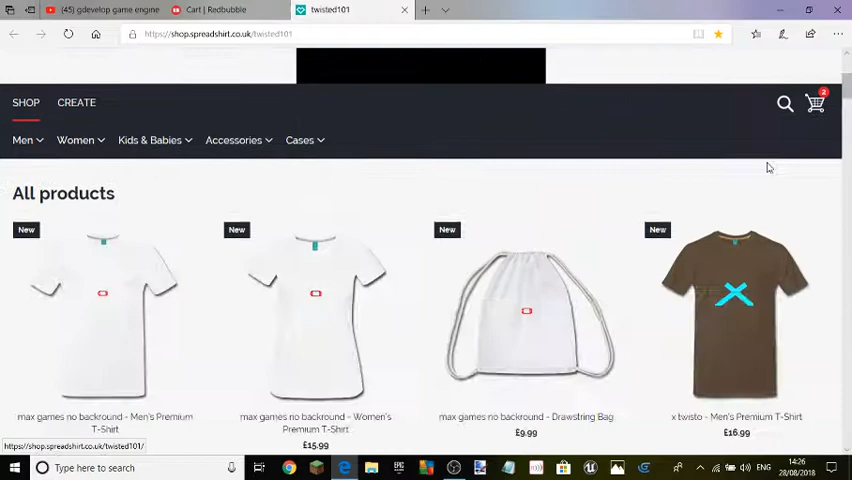 (45) gdevelop game engine
Cart | Redbubble
twisted101
https://shop.spreadshirt.co.uk/twisted101
SHOP
CREATE
2
Men
Women
Kids & Babies
Accessories
Cases
All products
New
New
New
New
max games no backround - Men's Premium
T-Shirt
max games no backround - Women's
Premium T-Shirt
£15.99
max games no backround - Drawstring Bag
£9.99
x twisto - Men's Premium T-Shirt
£16.99
https://shop.spreadshirt.co.uk/twisted101/
Type here to search
EPIC
ENG
14:26
28/08/2018